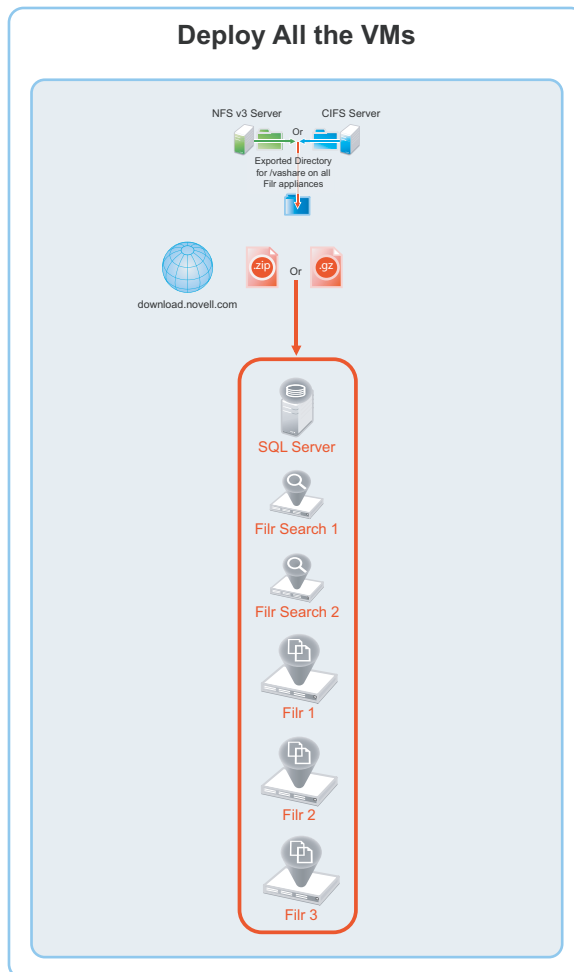 Deploy All the VMs
NFS v3 Server
CIFS Server
Or
Exported Directory
for /vashare on all
Filr appliances
.zip
Or
.gz
download.novell.com
SQL Server
Filr Search 1
Filr Search 2
Filr 1
Filr 2
Filr 3